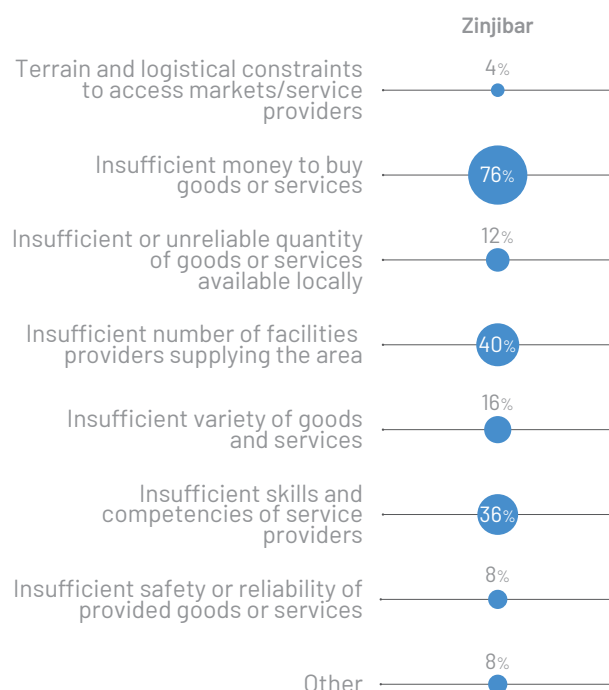 Zinjibar
Terrain and logistical constraints
to access markets/service
providers
4%
Insufficient money to buy
goods or services
76%
Insufficient or unreliable quantity
of goods or services
available locally
12%
Insufficient number of facilities
providers supplying the area
40%
Insufficient variety of goods
and services
16%
Insufficient skills and
competencies of service
providers
36%
Insufficient safety or reliability of
provided goods or services
8%
Other
8%